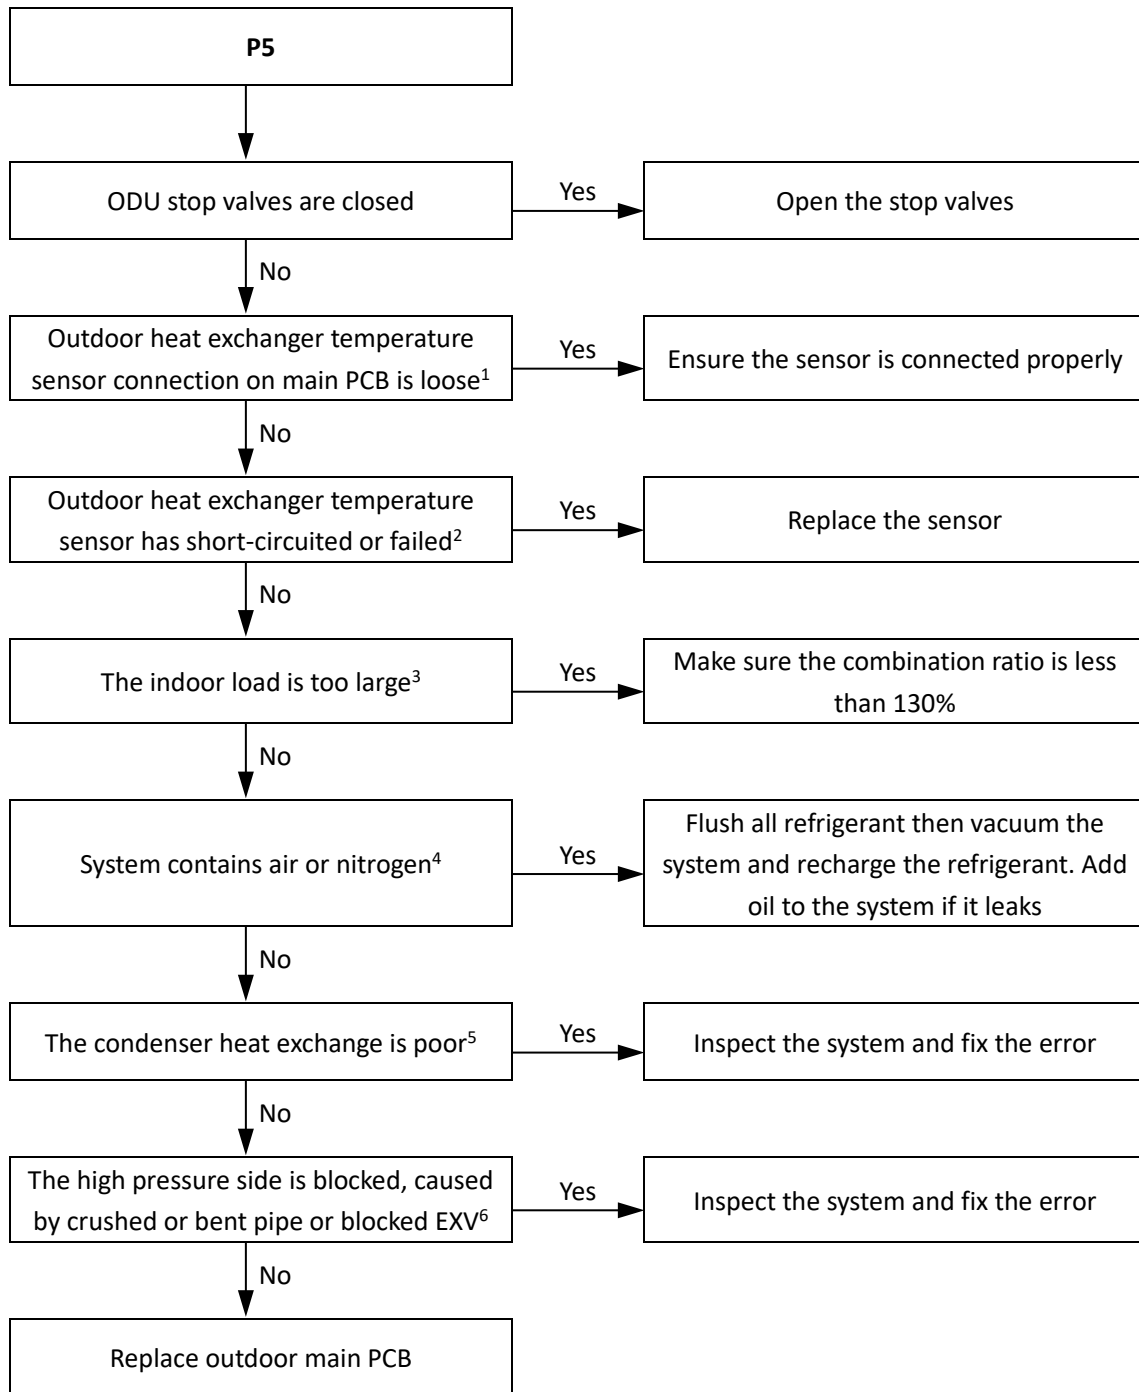 P5
ODU stop valves are closed
Yes
Open the stop valves
No
Outdoor heat exchanger temperature
sensor connection on main PCB is loose1
Yes
Ensure the sensor is connected properly
No
Outdoor heat exchanger temperature
sensor has short-circuited or failed2
Yes
Replace the sensor
No
The indoor load is too large3
Yes
Make sure the combination ratio is less
than 130%
No
System contains air or nitrogen4
Yes
Flush all refrigerant then vacuum the
system and recharge the refrigerant. Add
oil to the system if it leaks
No
The condenser heat exchange is poor5
Yes
Inspect the system and fix the error
No
The high pressure side is blocked, caused
by crushed or bent pipe or blocked EXV6
Yes
Inspect the system and fix the error
No
Replace outdoor main PCB